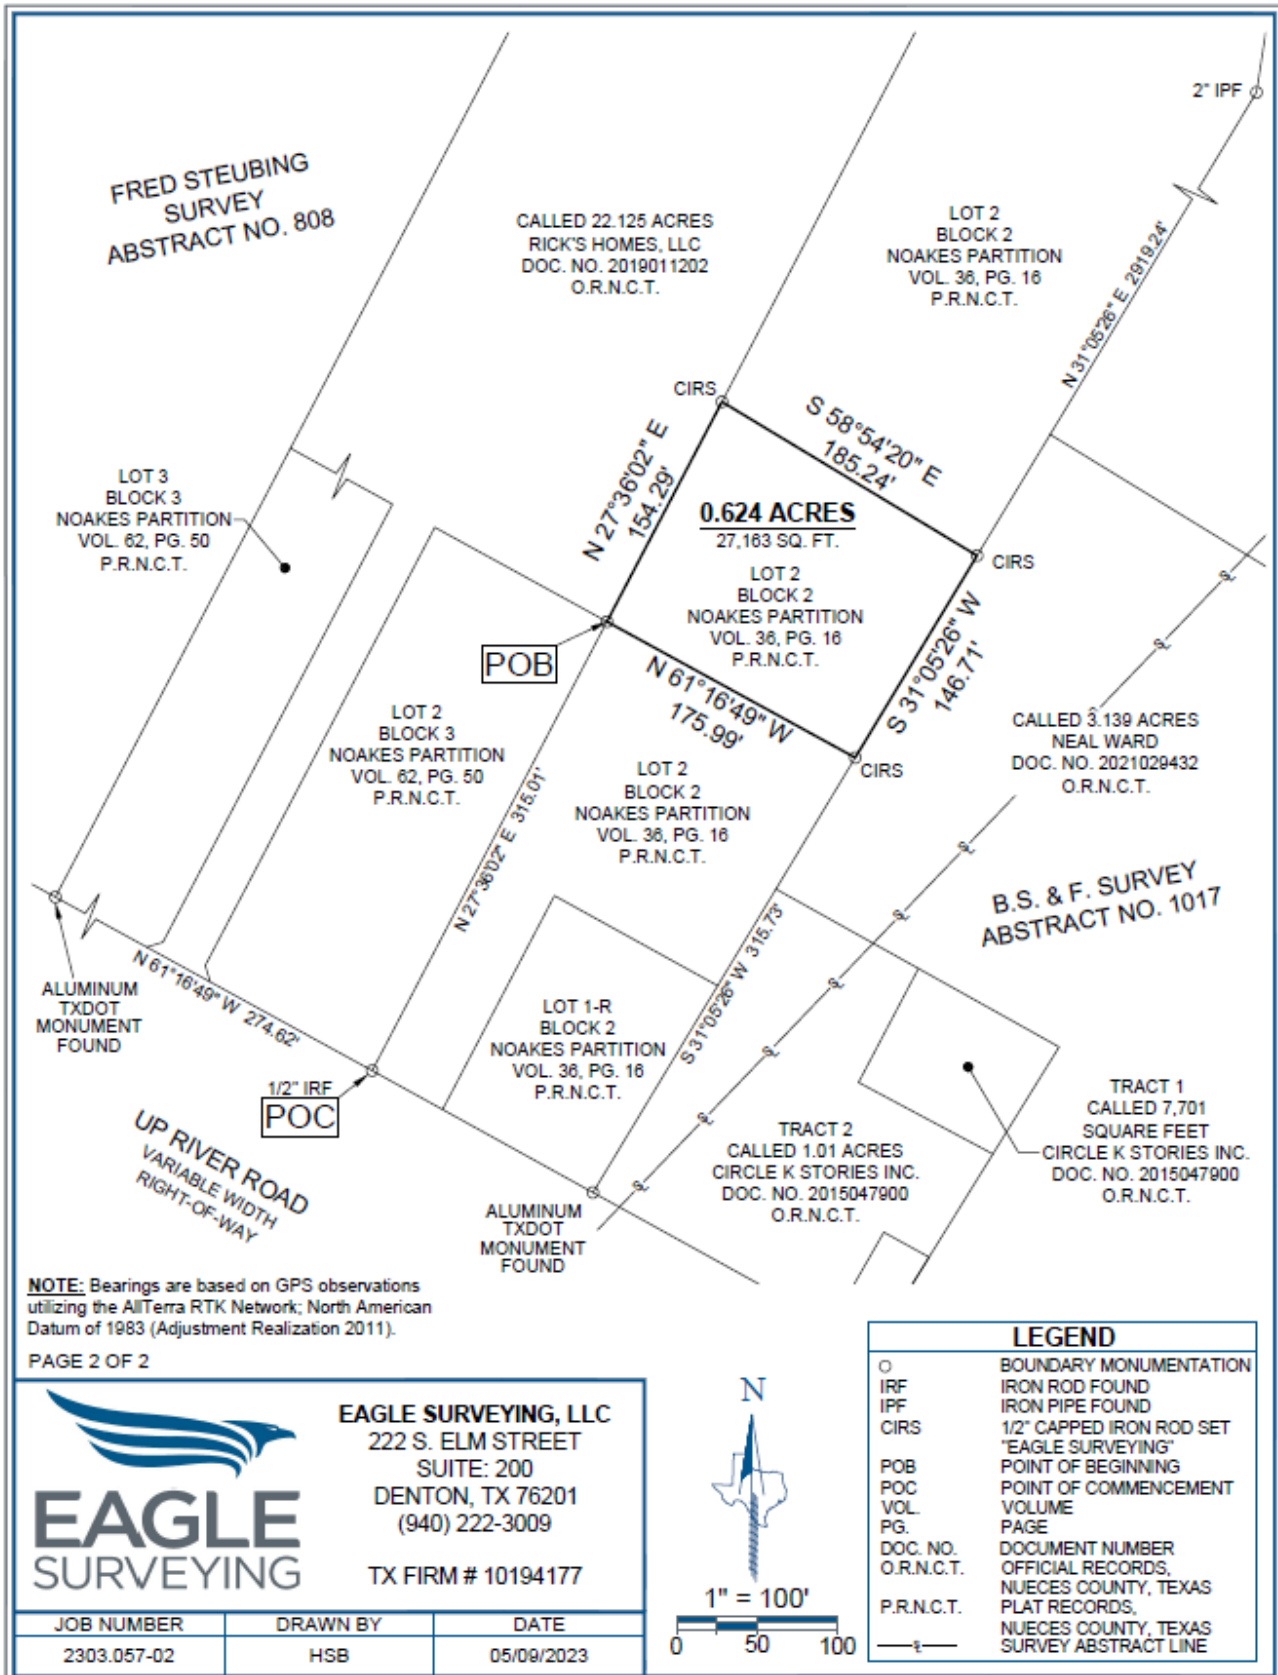 2" IPF
FRED STEUBING
SURVEY
ABSTRACT NO. 808
CALLED 22.125 ACRES
RICK'S HOMES, LLC
DOC. NO. 2019011202
O.R.N.C.T.
LOT 2
BLOCK 2
NOAKES PARTITION
VOL. 36, PG. 16
P.R.N.C.T.
N 31°05'26" E 2919.24'
CIRS
S 58°54'20" E
185.24'
N 27°36'02" E
154.29'
LOT 3
BLOCK 3
NOAKES PARTITION
VOL. 62, PG. 50
P.R.N.C.T.
0.624 ACRES
27,163 SQ. FT.
LOT 2
BLOCK 2
NOAKES PARTITION
VOL. 36, PG. 16
P.R.N.C.T.
CIRS
POB
S 31°05'26" W
146.71'
N 61°16'49" W
175.99'
LOT 2
BLOCK 3
NOAKES PARTITION
VOL. 62, PG. 50
P.R.N.C.T.
CALLED 3.139 ACRES
NEAL WARD
DOC. NO. 2021029432
O.R.N.C.T.
CIRS
LOT 2
BLOCK 2
NOAKES PARTITION
VOL. 36, PG. 16
P.R.N.C.T.
N 27°36'02" E 315.01'
B.S. & F. SURVEY
ABSTRACT NO. 1017
S 31°05'26" W 315.73'
N 61°16'49" W 274.62'
ALUMINUM
TXDOT
MONUMENT
FOUND
LOT 1-R
BLOCK 2
NOAKES PARTITION
VOL. 36, PG. 16
P.R.N.C.T.
1/2" IRF
POC
TRACT 1
CALLED 7,701
SQUARE FEET
CIRCLE K STORIES INC.
DOC. NO. 2015047900
O.R.N.C.T.
TRACT 2
CALLED 1.01 ACRES
CIRCLE K STORIES INC.
DOC. NO. 2015047900
O.R.N.C.T.
UP RIVER ROAD
VARIABLE WIDTH
RIGHT-OF-WAY
ALUMINUM
TXDOT
MONUMENT
FOUND
NOTE: Bearings are based on GPS observations
utilizing the AllTerra RTK Network; North American
Datum of 1983 (Adjustment Realization 2011).
PAGE 2 OF 2
EAGLE
SURVEYING
EAGLE SURVEYING, LLC
222 S. ELM STREET
SUITE: 200
DENTON, TX 76201
(940) 222-3009
TX FIRM # 10194177
JOB NUMBER DRAWN BY DATE
2303.057-02 HSB 05/09/2023
N
1" = 100'
0 50 100
LEGEND
BOUNDARY MONUMENTATION
IRF IRON ROD FOUND
IPF IRON PIPE FOUND
CIRS 1/2" CAPPED IRON ROD SET
"EAGLE SURVEYING"
POB POINT OF BEGINNING
POC POINT OF COMMENCEMENT
VOL. VOLUME
PG. PAGE
DOC. NO. DOCUMENT NUMBER
O.R.N.C.T. OFFICIAL RECORDS,
NUECES COUNTY, TEXAS
P.R.N.C.T. PLAT RECORDS,
NUECES COUNTY, TEXAS
SURVEY ABSTRACT LINE